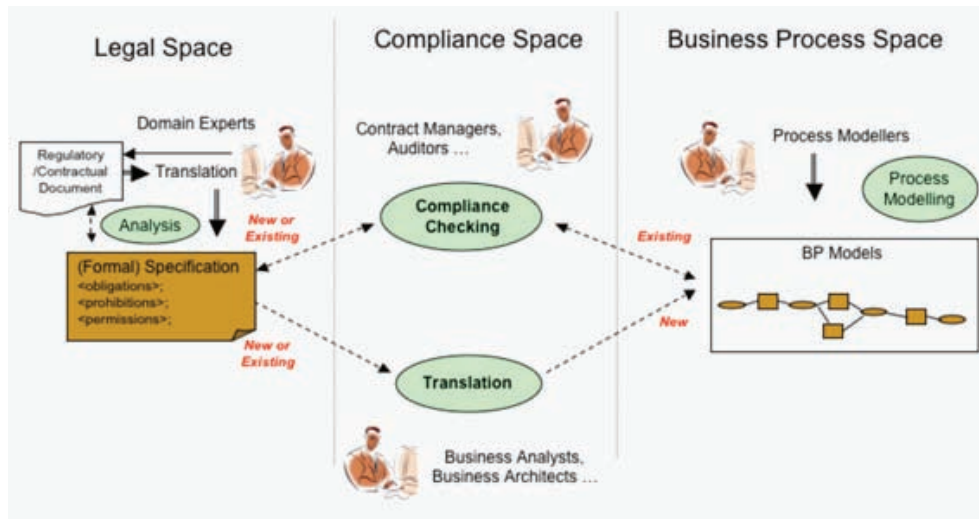 Legal Space
Domain Experts
Regulatory
/Contractual
Document
Translation
Analysis
New or
Existing
(Formal) Specification
<obligations>;
<prohibitions>;
<permissions>;
New or
Existing
Compliance Space
Contract Managers,
Auditors ...
Compliance
Checking
Translation
Business Analysts,
Business Architects ...
Business Process Space
Process Modellers
Process
Modelling
Existing
BP Models
New